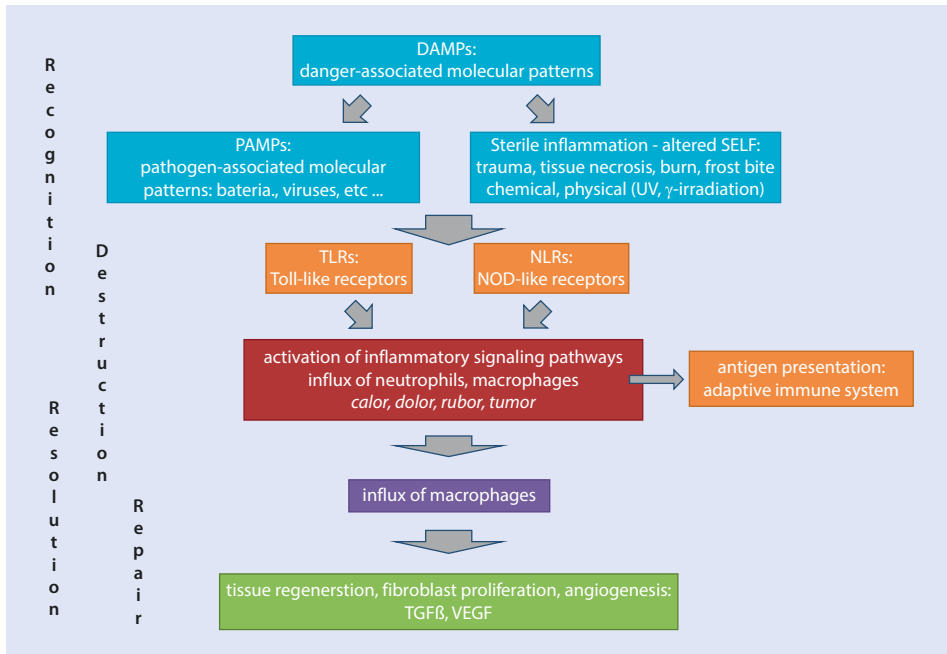 Recognition
DAMPs:
danger-associated molecular patterns
PAMPs:
pathogen-associated molecular
patterns: bateria., viruses, etc ...
Sterile inflammation - altered SELF:
trauma, tissue necrosis, burn, frost bite
chemical, physical (UV, γ-irradiation)
Destruction
TLRs:
Toll-like receptors
NLRs:
NOD-like receptors
activation of inflammatory signaling pathways
influx of neutrophils, macrophages
calor, dolor, rubor, tumor
antigen presentation:
adaptive immune system
Resolution
influx of macrophages
Repair
tissue regenerstion, fibroblast proliferation, angiogenesis:
TGFß, VEGF